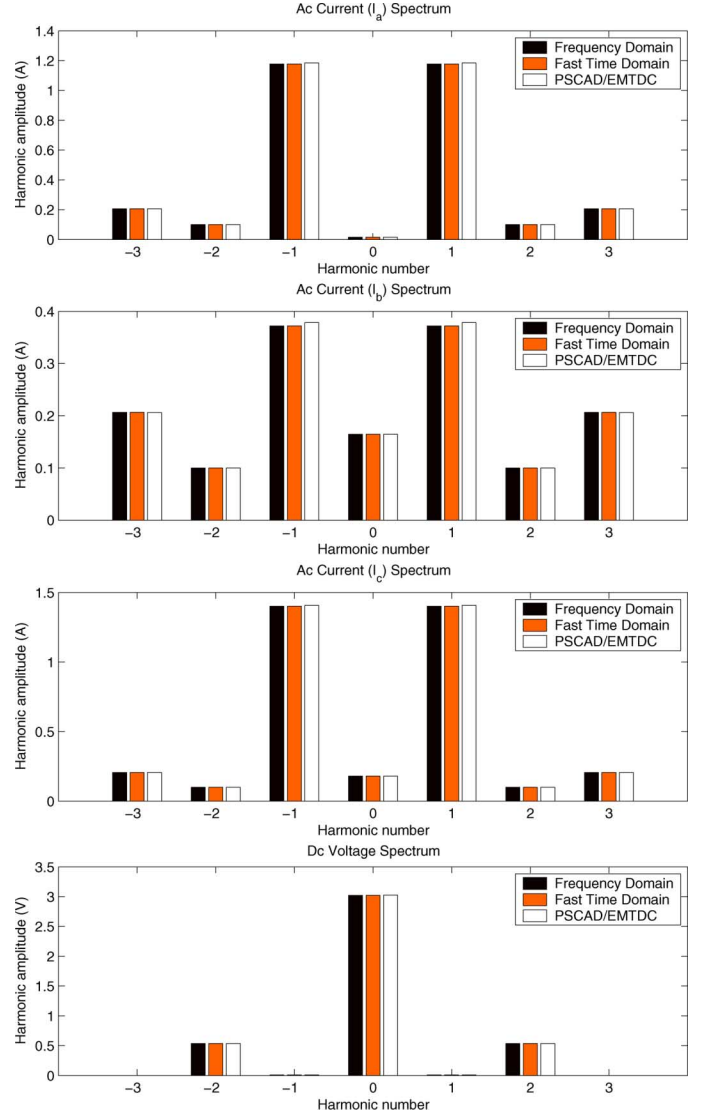 Ac Current (I_a) Spectrum
1.4
1.2
1
0.8
0.6
0.4
0.2
0
Harmonic amplitude (A)
Frequency Domain
Fast Time Domain
PSCAD/EMTDC
−3 −2 −1 0 1 2 3
Harmonic number
Ac Current (I_b) Spectrum
0.4
0.3
0.2
0.1
0
Harmonic amplitude (A)
Frequency Domain
Fast Time Domain
PSCAD/EMTDC
−3 −2 −1 0 1 2 3
Harmonic number
Ac Current (I_c) Spectrum
1.5
1
0.5
0
Harmonic amplitude (A)
Frequency Domain
Fast Time Domain
PSCAD/EMTDC
−3 −2 −1 0 1 2 3
Harmonic number
Dc Voltage Spectrum
3.5
3
2.5
2
1.5
1
0.5
0
Harmonic amplitude (V)
Frequency Domain
Fast Time Domain
PSCAD/EMTDC
−3 −2 −1 0 1 2 3
Harmonic number